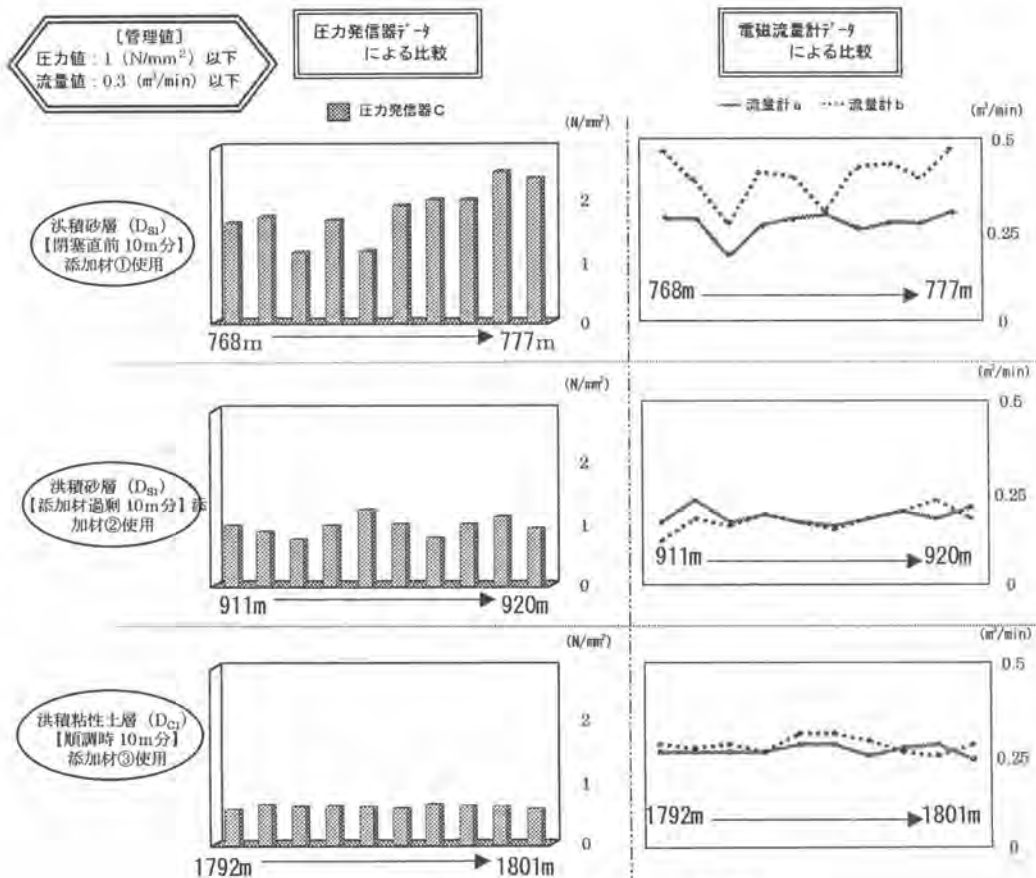 ［管理値］
圧力値：1（N/mm²）以下
流量値：0.3（m³/min）以下
圧力発信器ﾃﾞｰﾀ
による比較
電磁流量計データ
による比較
圧力発信器C
流量計a 流量計b
(N/mm²)
(m³/min)
洪積砂層（DS1）
【閉塞直前10m分】
添加材①使用
2
1
0
768m 777m
0.5
0.25
0
768m 777m
(N/mm²)
(m³/min)
洪積砂層（DS1）
【添加材過剰10m分】添
加材②使用
2
1
0
911m 920m
0.5
0.25
0
911m 920m
(N/mm²)
(m³/min)
洪積粘性土層（DC1）
【順調時10m分】
添加材③使用
2
1
0
1792m 1801m
0.5
0.25
0
1792m 1801m